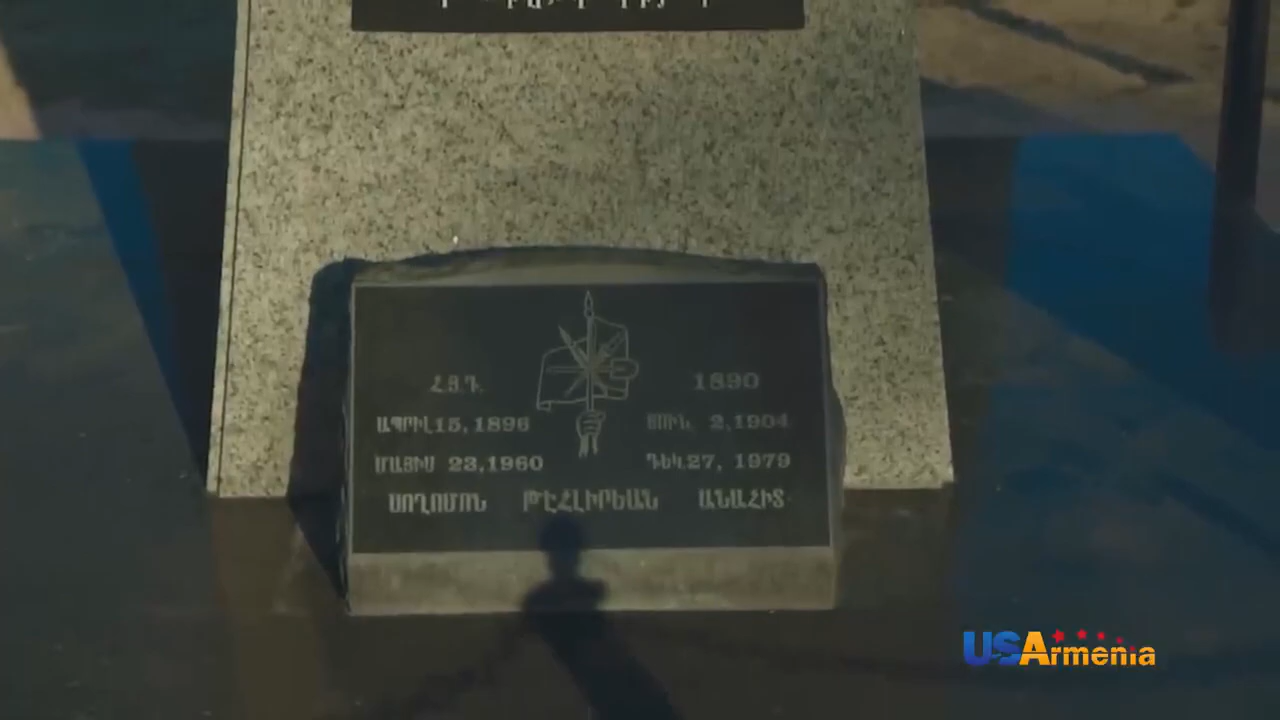 Հ.Յ.Դ. 1890
ԱՊՐԻԼ 15, 1896 ՅՈՒՆ. 2, 1904
ՄԱՅԻՍ 23, 1960 ԴԵԿ. 27, 1979
ՍՈՂՈՄՈՆ ԹԷՀԼԻՐԵԱՆ ԱՆԱՀԻՏ
USArmenia